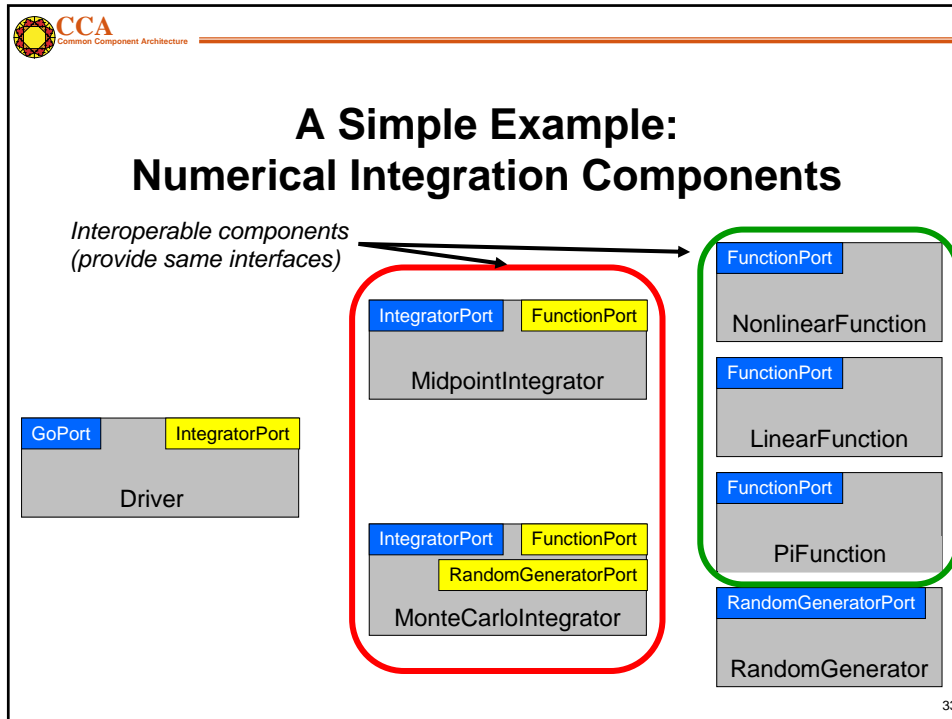 CCA
Common Component Architecture
A Simple Example:
Numerical Integration Components
Interoperable components
(provide same interfaces)
IntegratorPort FunctionPort
MidpointIntegrator
GoPort IntegratorPort
Driver
IntegratorPort FunctionPort
RandomGeneratorPort
MonteCarloIntegrator
FunctionPort
NonlinearFunction
FunctionPort
LinearFunction
FunctionPort
PiFunction
RandomGeneratorPort
RandomGenerator